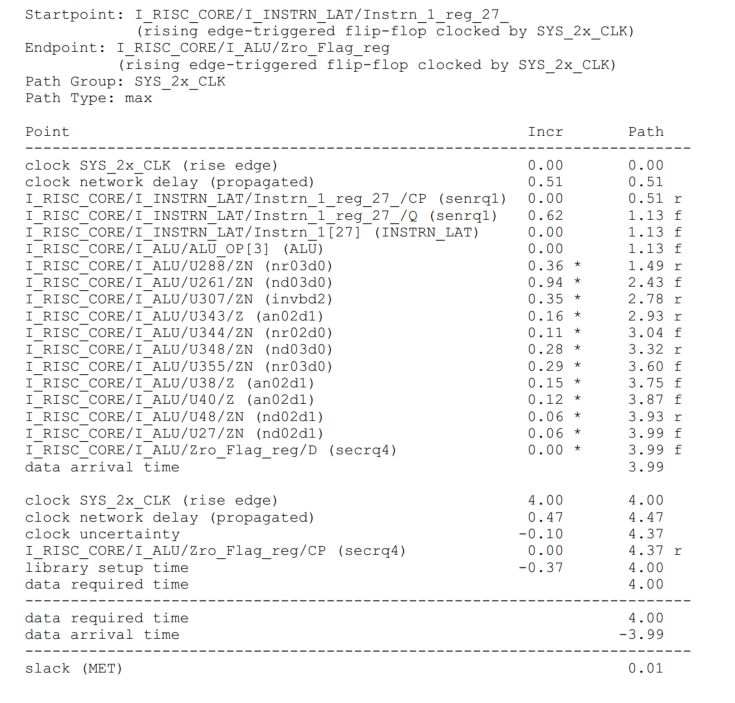 Startpoint: I_RISC_CORE/I_INSTRN_LAT/Instrn_1_reg_27_
(rising edge-triggered flip-flop clocked by SYS_2x_CLK)
Endpoint: I_RISC_CORE/I_ALU/Zro_Flag_reg
(rising edge-triggered flip-flop clocked by SYS_2x_CLK)
Path Group: SYS_2x_CLK
Path Type: max

Point Incr Path
---------------------------------------------------------------
clock SYS_2x_CLK (rise edge) 0.00 0.00
clock network delay (propagated) 0.51 0.51
I_RISC_CORE/I_INSTRN_LAT/Instrn_1_reg_27_/CP (senrq1) 0.00 0.51 r
I_RISC_CORE/I_INSTRN_LAT/Instrn_1_reg_27_/Q (senrq1) 0.62 1.13 f
I_RISC_CORE/I_INSTRN_LAT/Instrn_1[27] (INSTRN_LAT) 0.00 1.13 f
I_RISC_CORE/I_ALU/ALU_OP[3] (ALU) 0.00 1.13 f
I_RISC_CORE/I_ALU/U288/ZN (nr03d0) 0.36 * 1.49 r
I_RISC_CORE/I_ALU/U261/ZN (nd03d0) 0.94 * 2.43 f
I_RISC_CORE/I_ALU/U307/ZN (invbd2) 0.35 * 2.78 r
I_RISC_CORE/I_ALU/U343/Z (an02d1) 0.16 * 2.93 r
I_RISC_CORE/I_ALU/U344/ZN (nr02d0) 0.11 * 3.04 f
I_RISC_CORE/I_ALU/U348/ZN (nd03d0) 0.28 * 3.32 r
I_RISC_CORE/I_ALU/U355/ZN (nr03d0) 0.29 * 3.60 f
I_RISC_CORE/I_ALU/U38/Z (an02d1) 0.15 * 3.75 f
I_RISC_CORE/I_ALU/U40/Z (an02d1) 0.12 * 3.87 f
I_RISC_CORE/I_ALU/U48/ZN (nd02d1) 0.06 * 3.93 r
I_RISC_CORE/I_ALU/U27/ZN (nd02d1) 0.06 * 3.99 f
I_RISC_CORE/I_ALU/Zro_Flag_reg/D (secrq4) 0.00 * 3.99 f
data arrival time 3.99

clock SYS_2x_CLK (rise edge) 4.00 4.00
clock network delay (propagated) 0.47 4.47
clock uncertainty -0.10 4.37
I_RISC_CORE/I_ALU/Zro_Flag_reg/CP (secrq4) 0.00 4.37 r
library setup time -0.37 4.00
data required time 4.00
---------------------------------------------------------------
data required time 4.00
data arrival time -3.99
---------------------------------------------------------------
slack (MET) 0.01